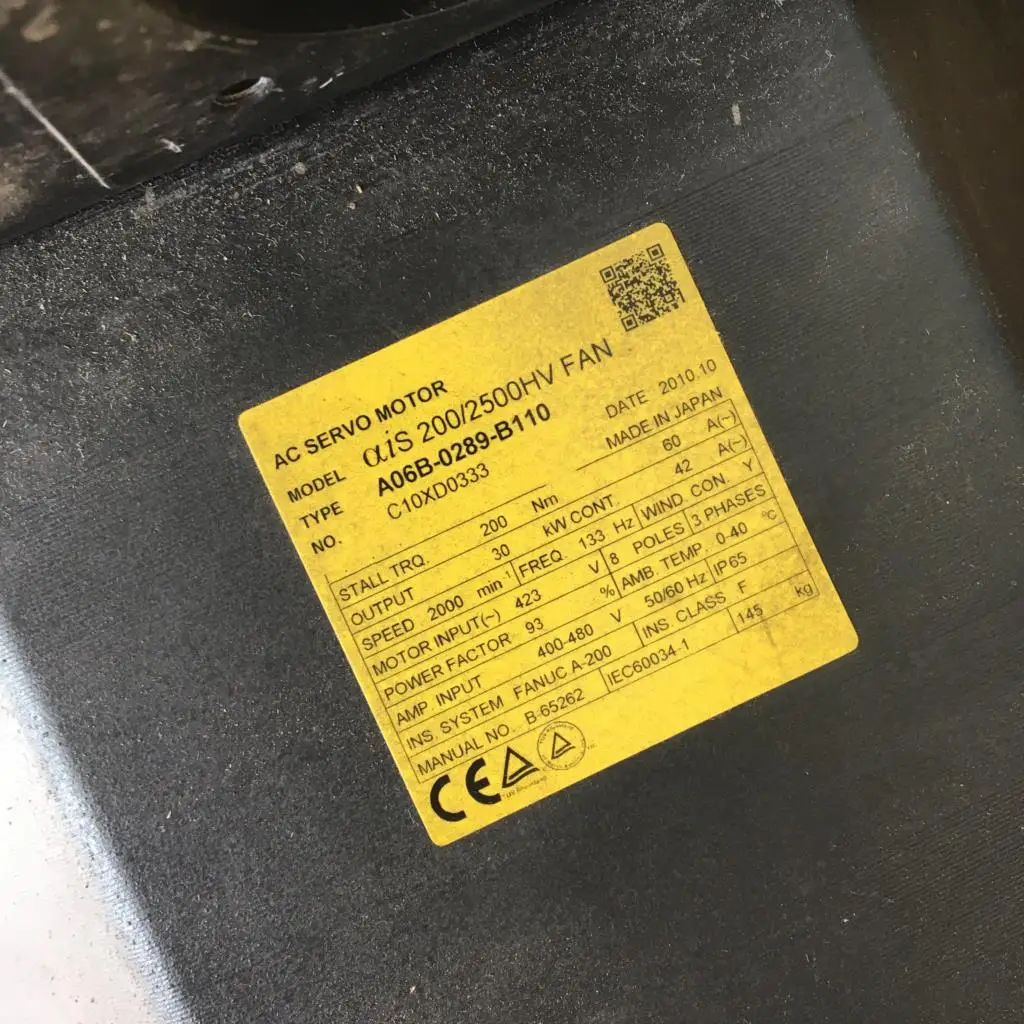 AC SERVO MOTOR
MODEL αiS 200/2500HV FAN
TYPE A06B-0289-B110 DATE 2010.10
NO. C10XD0333 MADE IN JAPAN
STALL TRQ. 200 Nm 60 A(~)
OUTPUT 30 kW CONT. 42 A(~)
SPEED 2000 min-1 FREQ. 133 Hz WIND. CON. Y
MOTOR INPUT(~) 423 V 8 POLES 3 PHASES
POWER FACTOR 93 % AMB. TEMP. 0-40 °C
AMP. INPUT 400-480 V 50/60 Hz IP65
INS. SYSTEM FANUC A-200 INS. CLASS F
MANUAL NO. B-65262 IEC60034-1 145 kg
CE